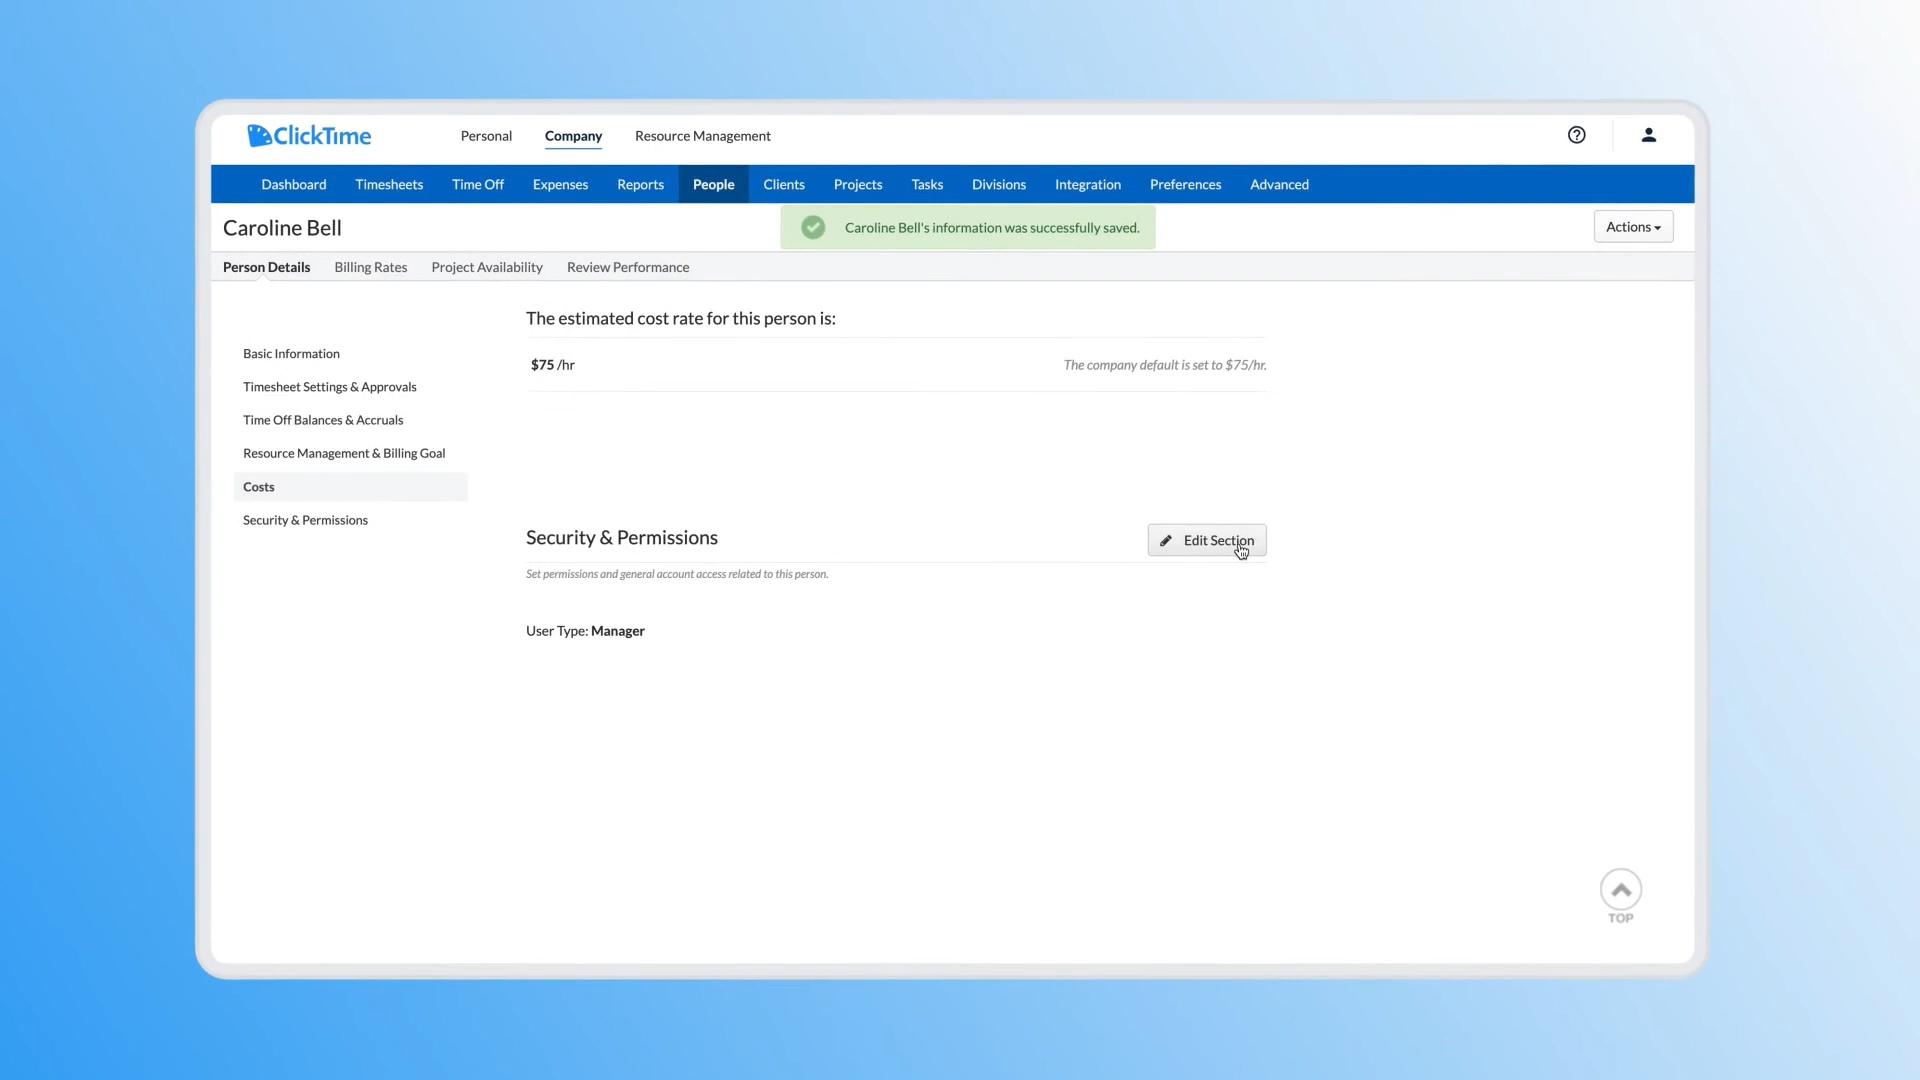 ClickTime
Personal Company Resource Management
Dashboard Timesheets Time Off Expenses Reports People Clients Projects Tasks Divisions Integration Preferences Advanced
Caroline Bell
Caroline Bell's information was successfully saved.
Actions
Person Details Billing Rates Project Availability Review Performance
The estimated cost rate for this person is:
Basic Information
$75 /hr
The company default is set to $75/hr.
Timesheet Settings & Approvals
Time Off Balances & Accruals
Resource Management & Billing Goal
Costs
Security & Permissions
Security & Permissions
Edit Section
Set permissions and general account access related to this person.
User Type: Manager
TOP